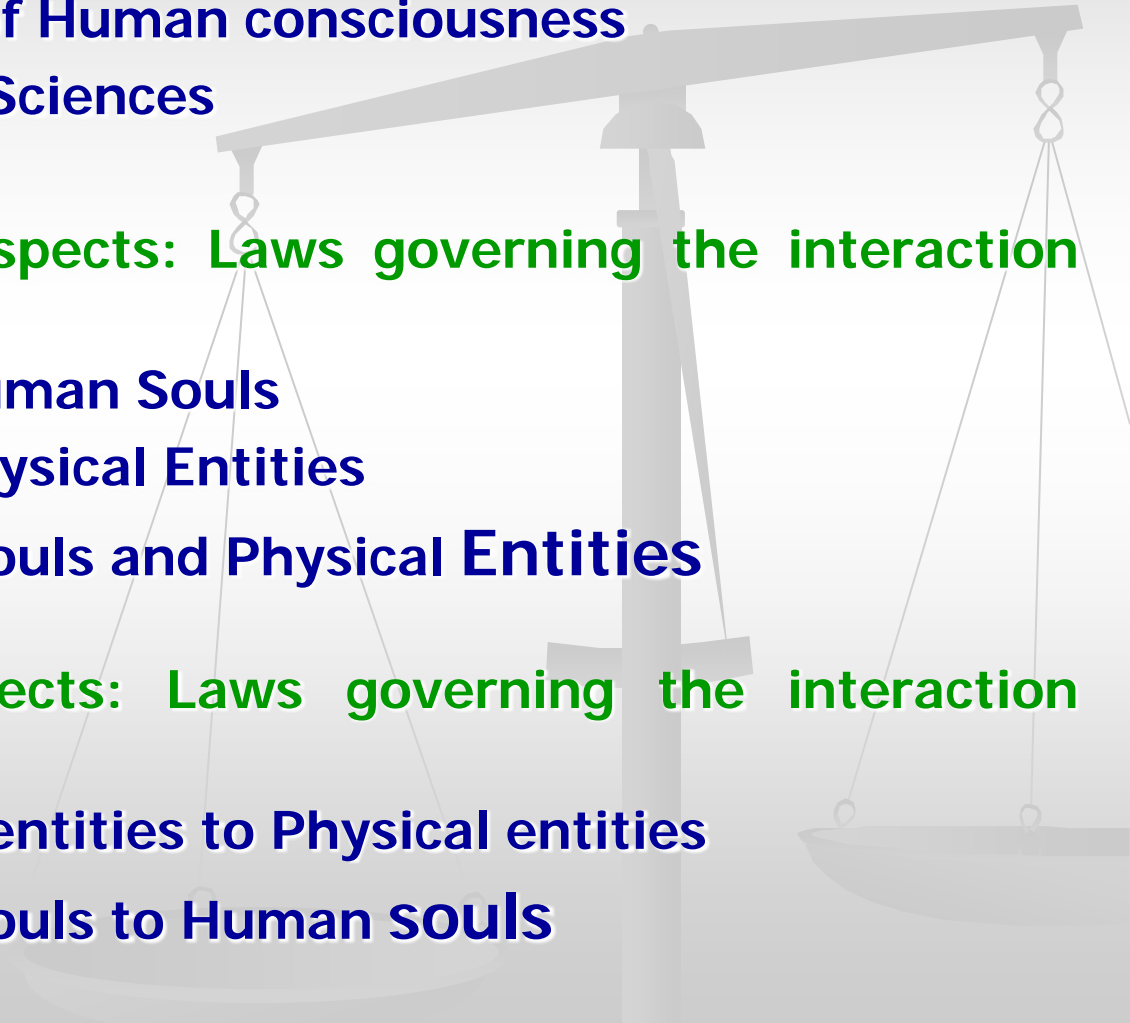 f Human consciousness
Sciences
spects: Laws governing the interaction
uman Souls
ysical Entities
ouls and Physical Entities
ects: Laws governing the interaction
entities to Physical entities
ouls to Human souls